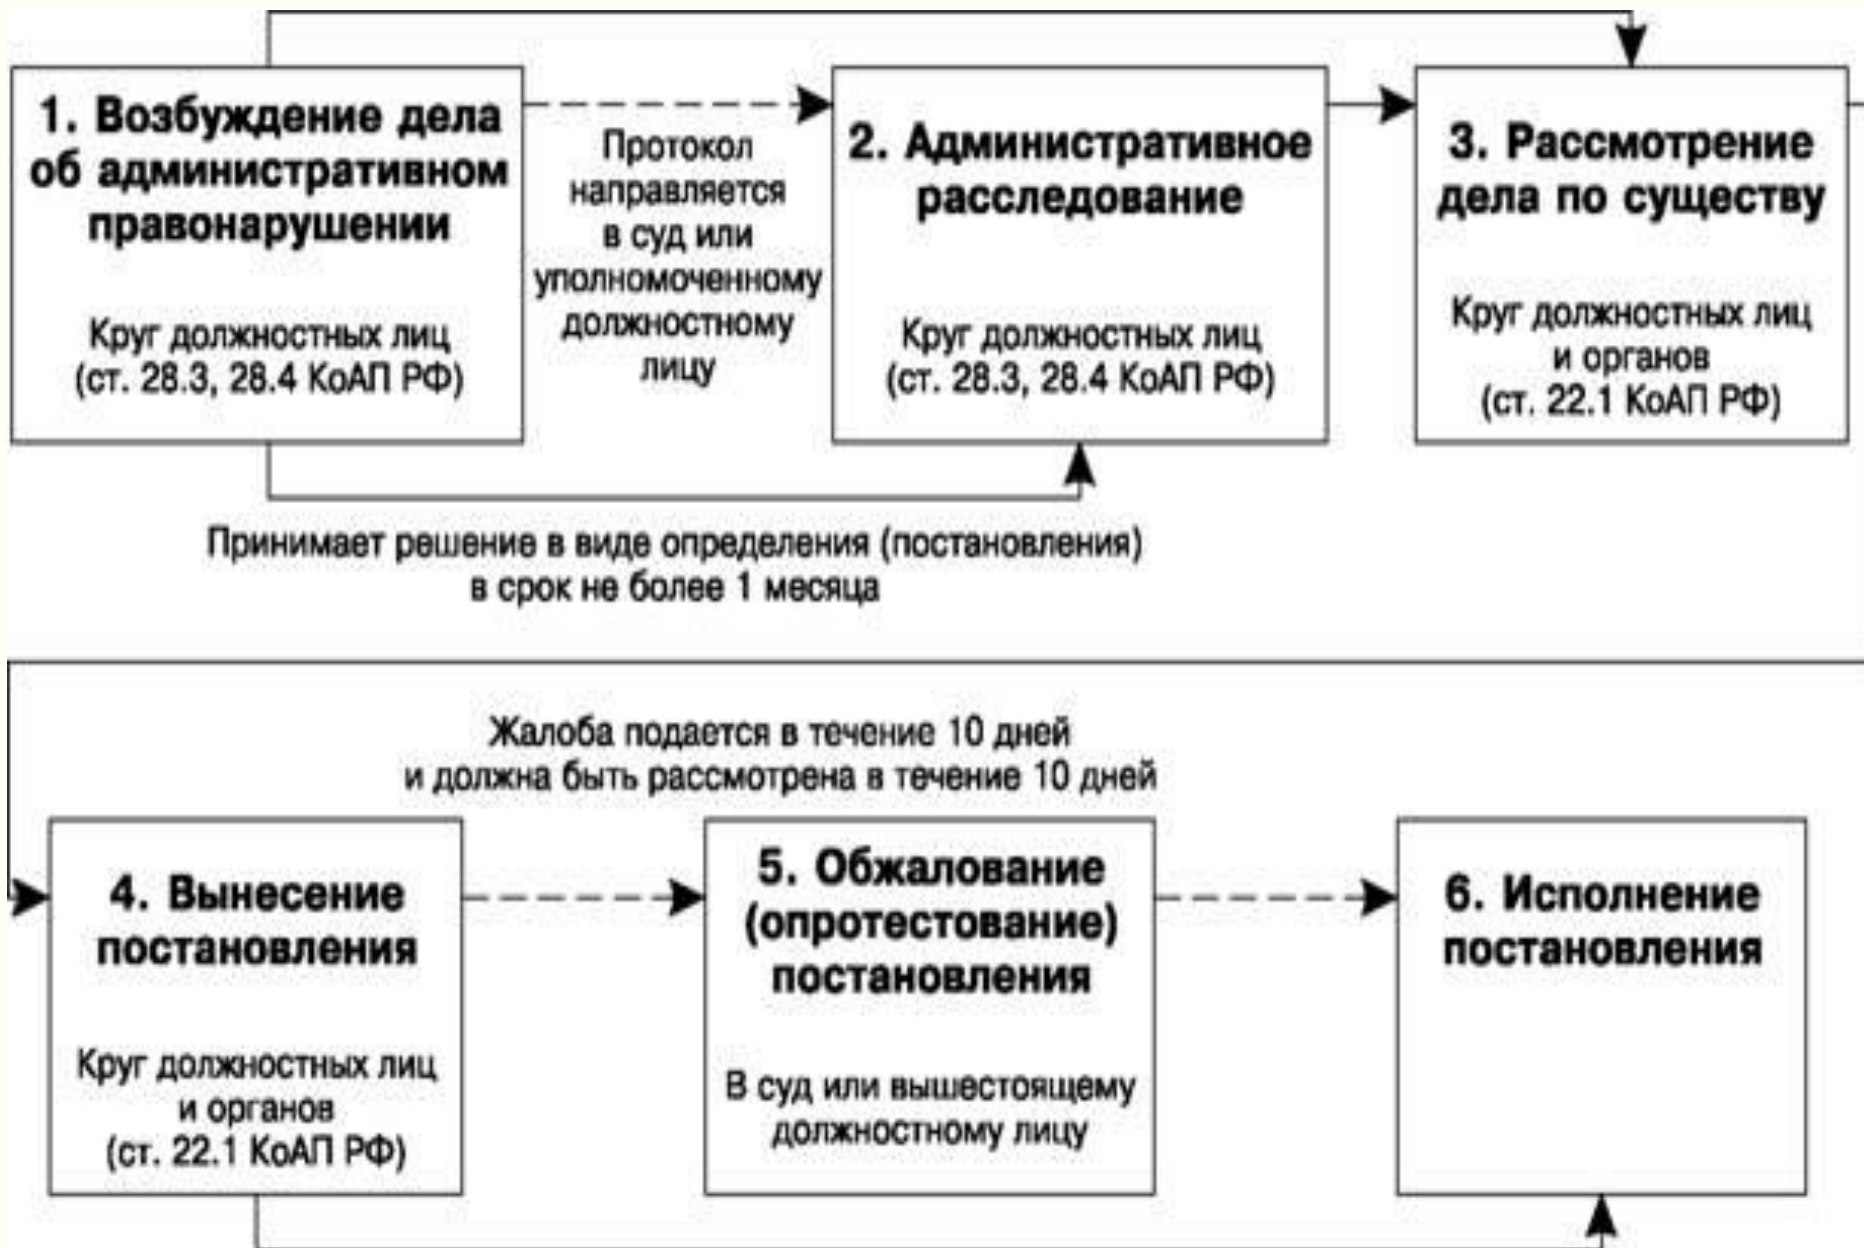 1. Возбуждение дела
об административном
правонарушении
Круг должностных лиц
(ст. 28.3, 28.4 КоАП РФ)
Протокол
направляется
в суд или
уполномоченному
должностному
лицу
2. Административное
расследование
Круг должностных лиц
(ст. 28.3, 28.4 КоАП РФ)
3. Рассмотрение
дела по существу
Круг должностных лиц
и органов
(ст. 22.1 КоАП РФ)
Принимает решение в виде определения (постановления)
в срок не более 1 месяца
Жалоба подается в течение 10 дней
и должна быть рассмотрена в течение 10 дней
4. Вынесение
постановления
Круг должностных лиц
и органов
(ст. 22.1 КоАП РФ)
5. Обжалование
(опротестование)
постановления
В суд или вышестоящему
должностному лицу
6. Исполнение
постановления